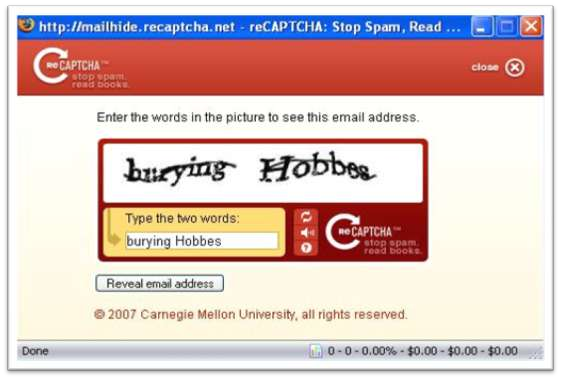 http://mailhide.recaptcha.net - reCAPTCHA: Stop Spam, Read ...
reCAPTCHA™
stop spam.
read books.
close
Enter the words in the picture to see this email address.
burying Hobbes
Type the two words:
burying Hobbes
?
reCAPTCHA™
stop spam.
read books.
Reveal email address
© 2007 Carnegie Mellon University, all rights reserved.
Done 0 - 0 - 0.00% - $0.00 - $0.00 - $0.00